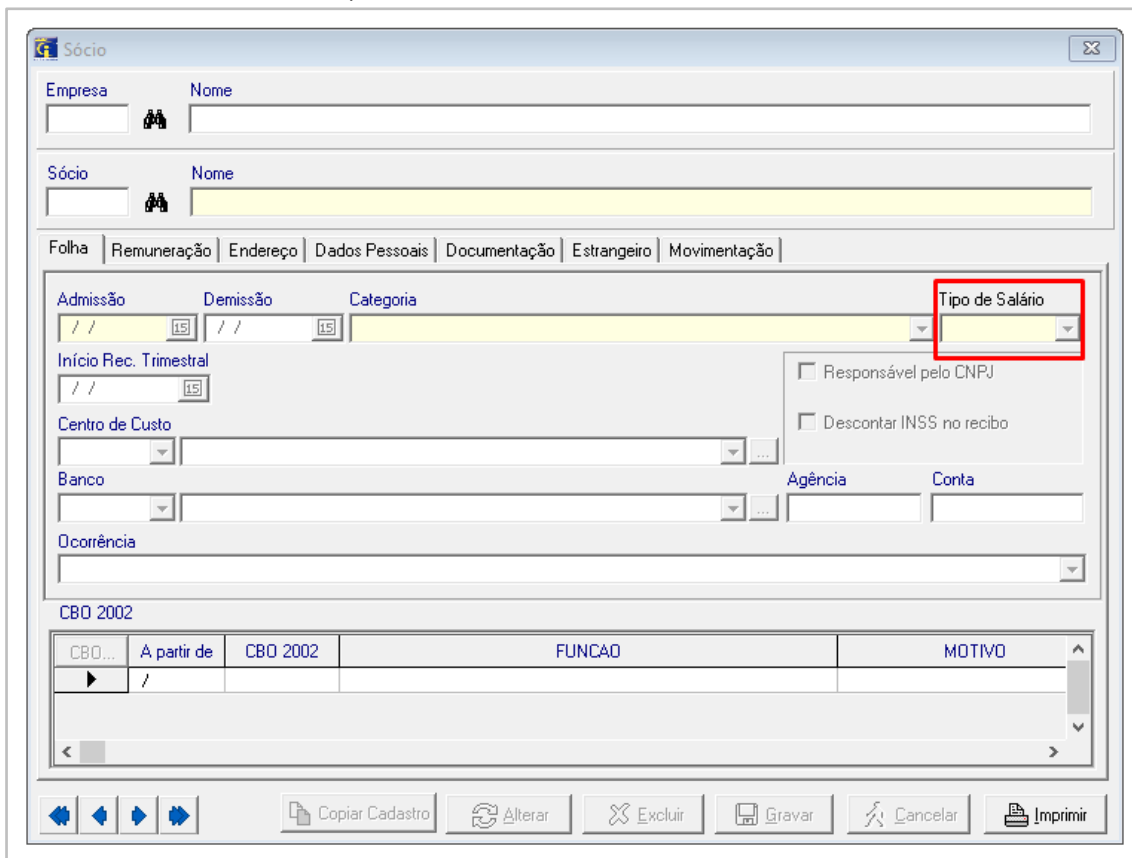 Sócio
Empresa Nome
Sócio Nome
Folha Remuneração Endereço Dados Pessoais Documentação Estrangeiro Movimentação
Admissão Demissão Categoria Tipo de Salário
/ / 15 / / 15
Início Rec. Trimestral
/ / 15
Responsável pelo CNPJ
Centro de Custo
Descontar INSS no recibo
...
Banco Agência Conta
...
Ocorrência
CBO 2002
CBO... A partir de CBO 2002 FUNCAO MOTIVO
/
Copiar Cadastro Alterar Excluir Gravar Cancelar Imprimir